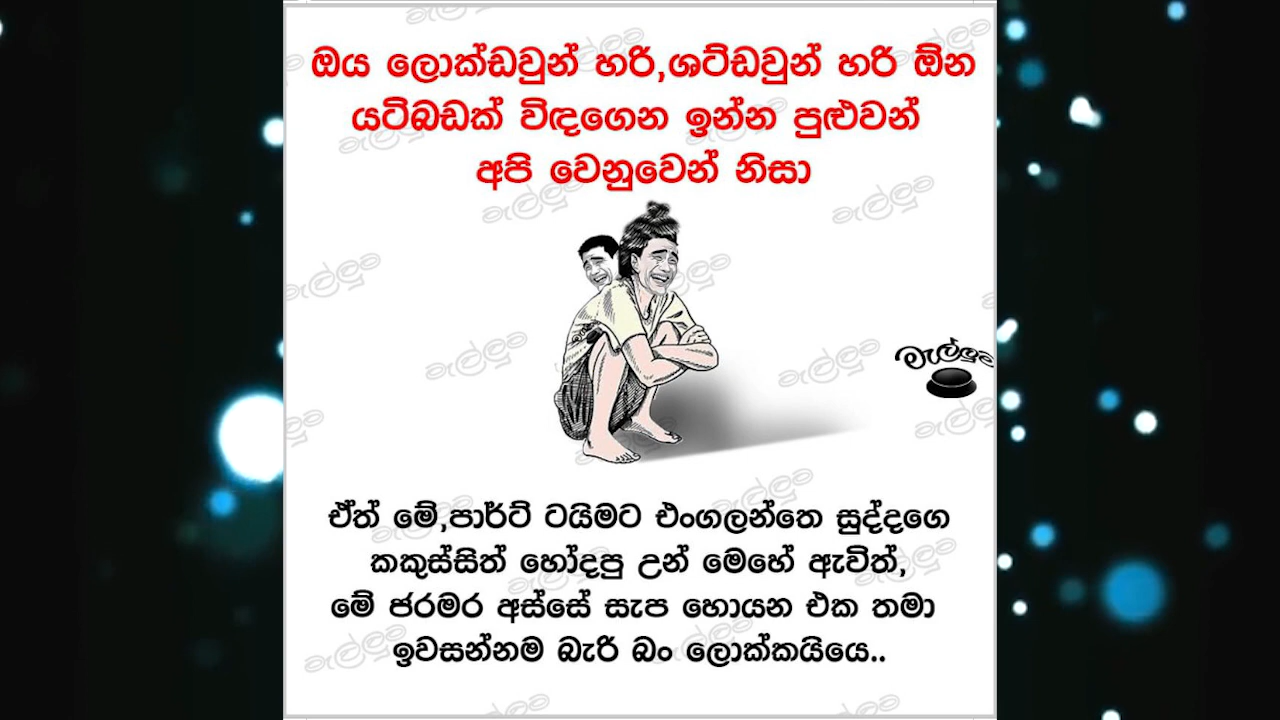 ඔය ලොක්ඩවුන් හරි,ශට්ඩවුන් හරි ඕන
යටිබඩක් විඳගෙන ඉන්න පුළුවන්
අපි වෙනුවෙන් නිසා
මැල්ලුම
ඒත් මේ,පාර්ට් ටයිමට එංගලන්තෙ සුද්දගෙ
කකුස්සිත් හෝදපු උන් මෙහේ ඇවිත්,
මේ ජරමර අස්සේ සැප හොයන එක තමා
ඉවසන්නම බැරි බං ලොක්කයියෙ..